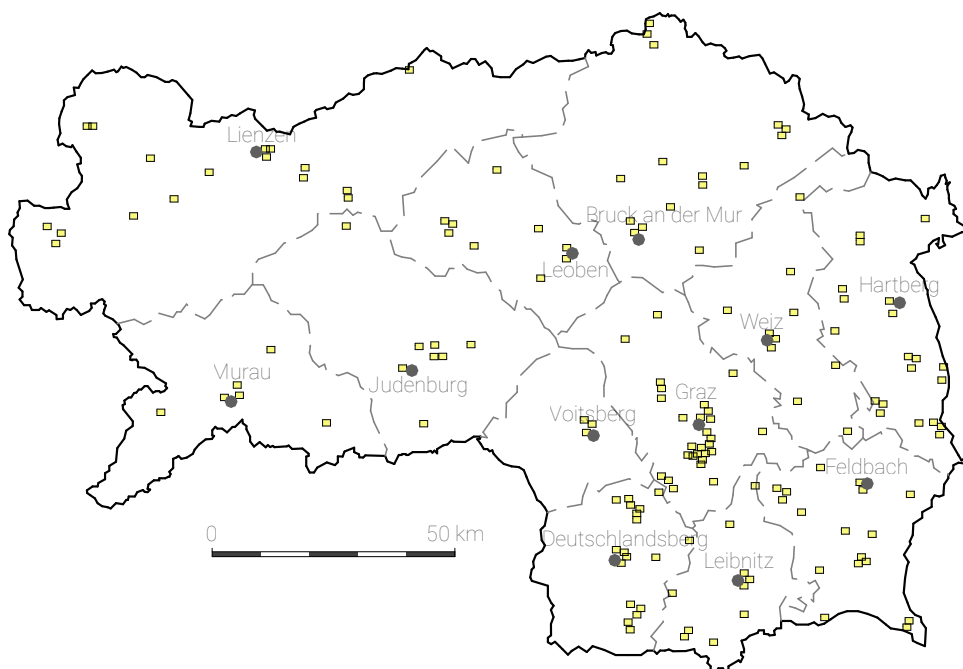 Lienzen
Bruck an der Mur
Leoben
Hartberg
Weiz
Murau
Judenburg
Graz
Voitsberg
Feldbach
0 50 km
Deutschlandsberg
Leibnitz